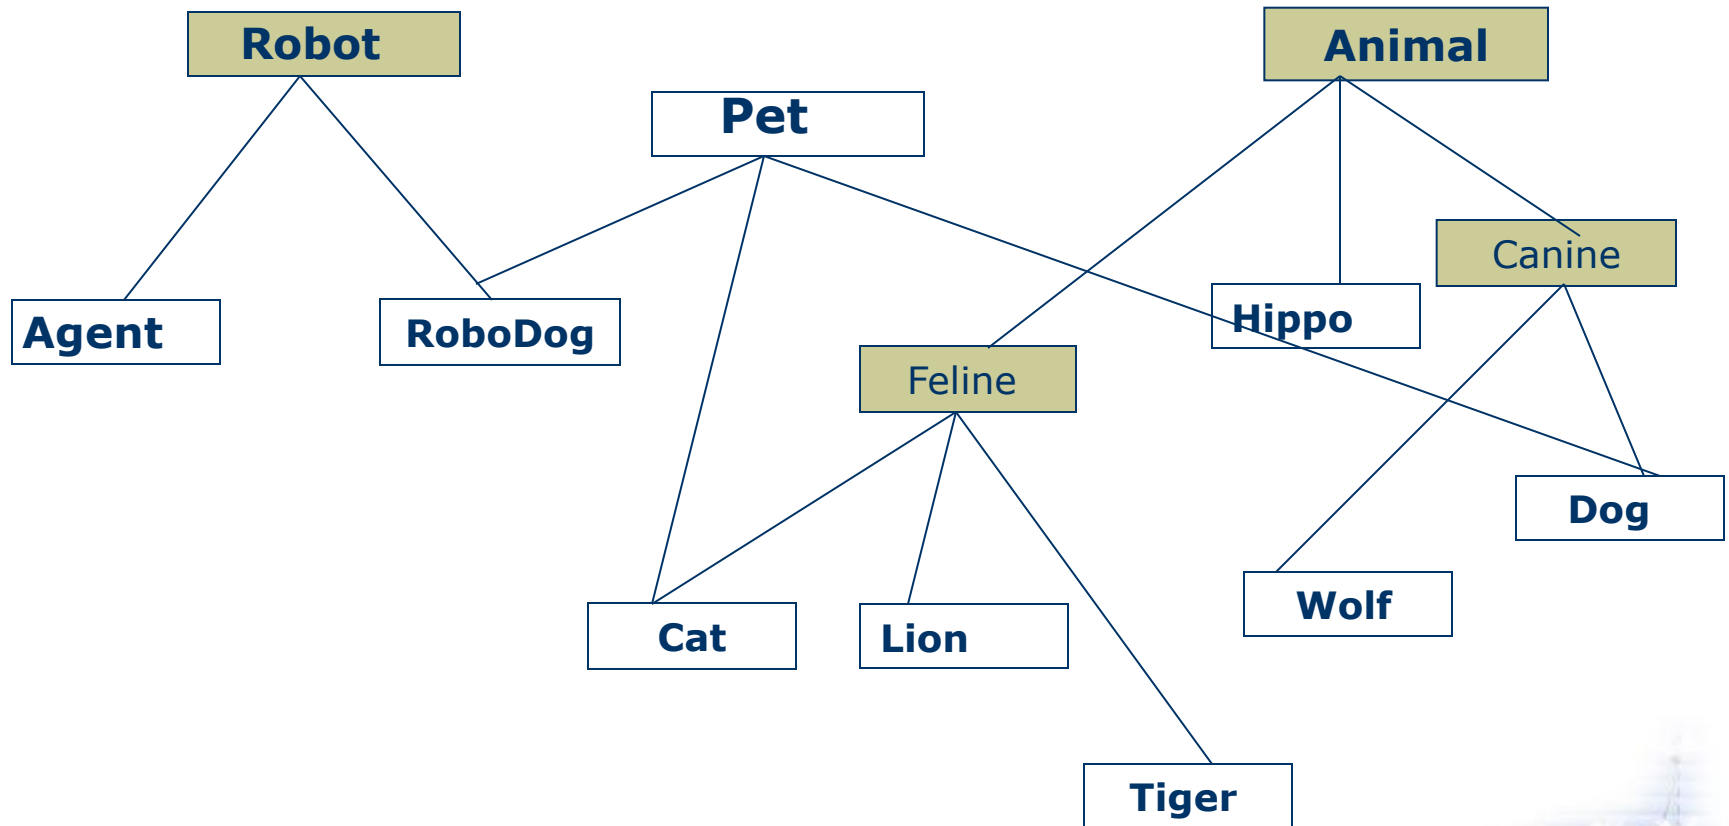 Robot
Animal
Pet
Canine
Agent
RoboDog
Hippo
Feline
Dog
Wolf
Cat
Lion
Tiger